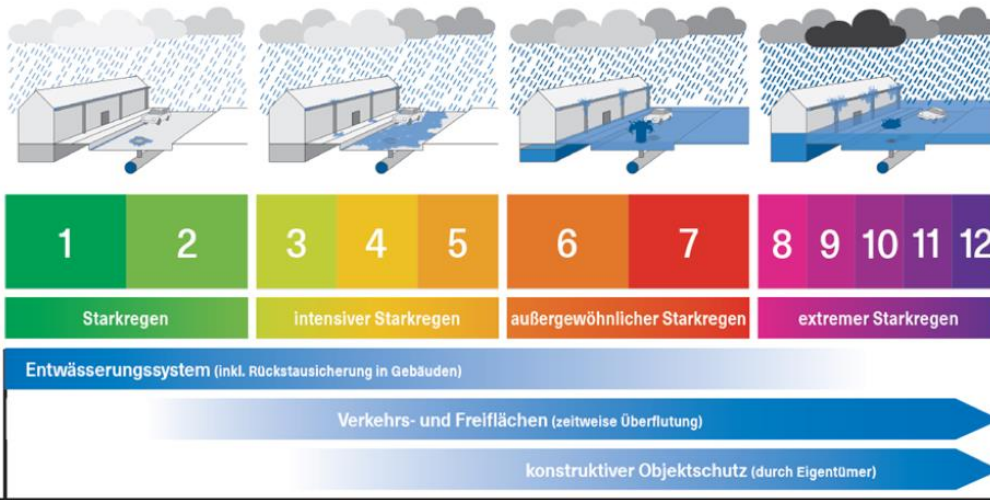 1 2 3 4 5 6 7 8 9 10 11 12
Starkregen intensiver Starkregen außergewöhnlicher Starkregen extremer Starkregen
Entwässerungssystem (inkl. Rückstausicherung in Gebäuden)
Verkehrs- und Freiflächen (zeitweise Überflutung)
konstruktiver Objektschutz (durch Eigentümer)